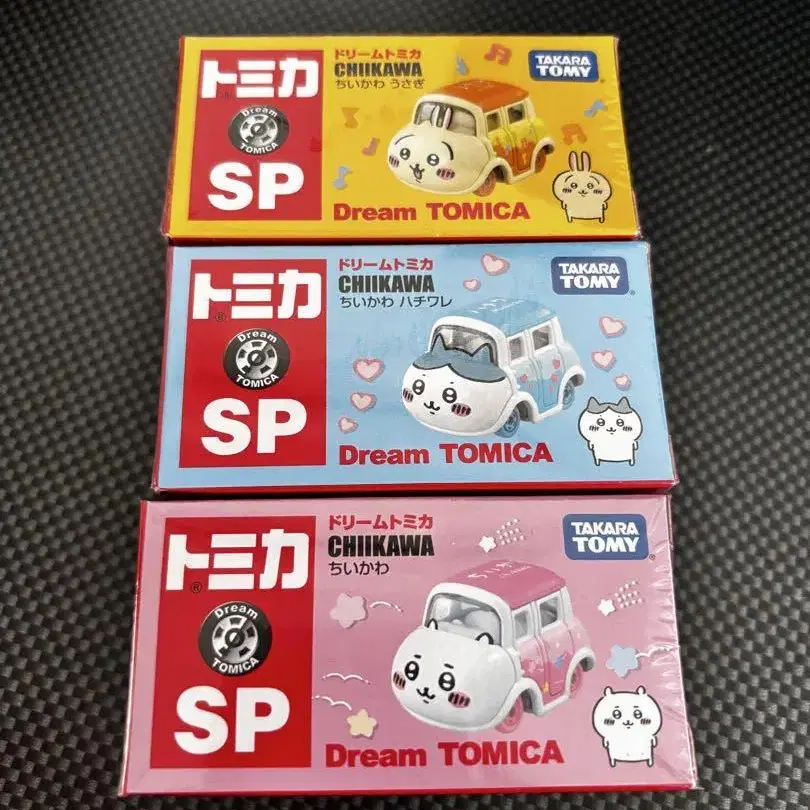 トミカ
®
Dream
TOMICA
SP
ドリームトミカ
CHIIKAWA
ちいかわ うさぎ
TAKARA
TOMY
Dream TOMICA
トミカ
®
Dream
TOMICA
SP
ドリームトミカ
CHIIKAWA
ちいかわ ハチワレ
TAKARA
TOMY®
Dream TOMICA
トミカ
®
Dream
TOMICA
SP
ドリームトミカ
CHIIKAWA
ちいかわ
TAKARA
TOMY®
Dream TOMICA